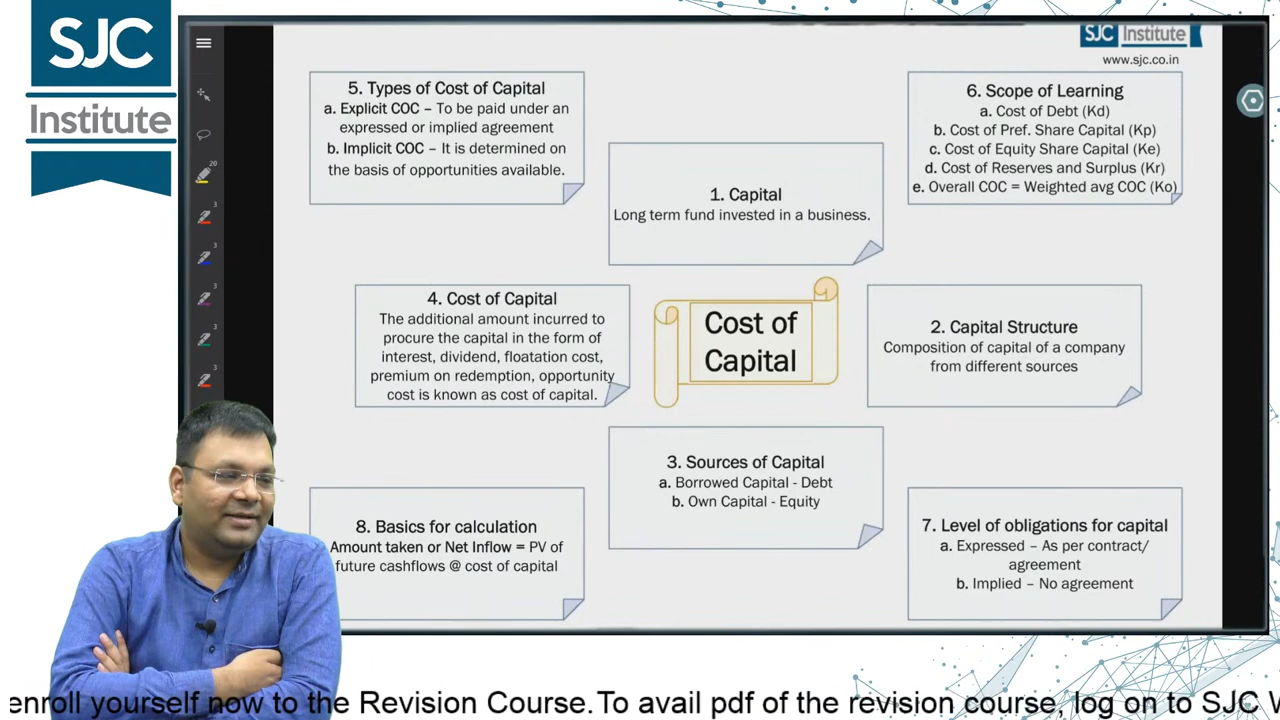 SJC
Institute
SJC Institute
www.sjc.co.in
5. Types of Cost of Capital
a. Explicit COC – To be paid under an
expressed or implied agreement
b. Implicit COC – It is determined on
the basis of opportunities available.
6. Scope of Learning
a. Cost of Debt (Kd)
b. Cost of Pref. Share Capital (Kp)
c. Cost of Equity Share Capital (Ke)
d. Cost of Reserves and Surplus (Kr)
e. Overall COC = Weighted avg COC (Ko)
1. Capital
Long term fund invested in a business.
4. Cost of Capital
The additional amount incurred to
procure the capital in the form of
interest, dividend, floatation cost,
premium on redemption, opportunity
cost is known as cost of capital.
Cost of
Capital
2. Capital Structure
Composition of capital of a company
from different sources
3. Sources of Capital
a. Borrowed Capital - Debt
b. Own Capital - Equity
8. Basics for calculation
Amount taken or Net Inflow = PV of
future cashflows @ cost of capital
7. Level of obligations for capital
a. Expressed – As per contract/
agreement
b. Implied – No agreement
20
3
3
3
3
3
enroll yourself now to the Revision Course.To avail pdf of the revision course, log on to SJC